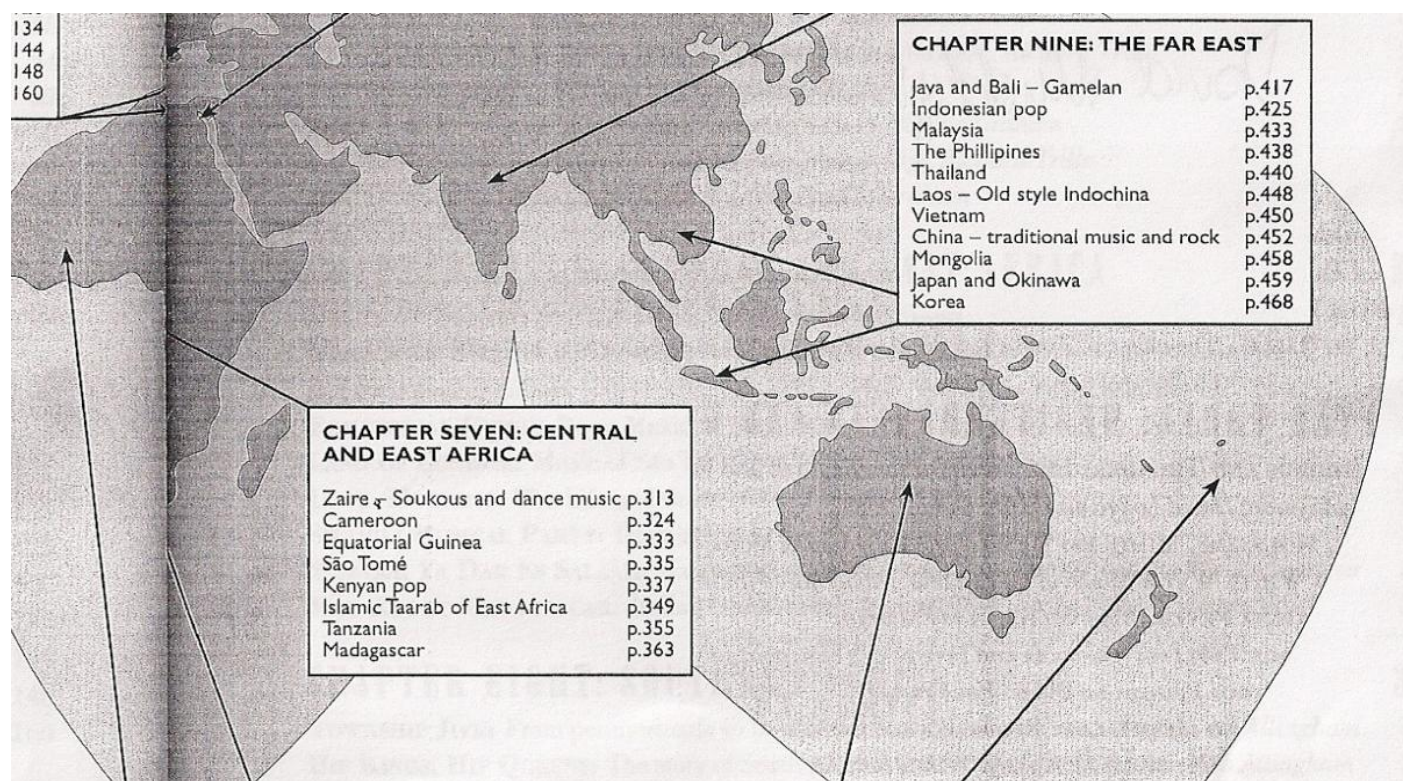 134
144
148
160
CHAPTER NINE: THE FAR EAST
Java and Bali – Gamelan p.417
Indonesian pop p.425
Malaysia p.433
The Phillipines p.438
Thailand p.440
Laos – Old style Indochina p.448
Vietnam p.450
China – traditional music and rock p.452
Mongolia p.458
Japan and Okinawa p.459
Korea p.468
CHAPTER SEVEN: CENTRAL
AND EAST AFRICA
Zaire – Soukous and dance music p.313
Cameroon p.324
Equatorial Guinea p.333
São Tomé p.335
Kenyan pop p.337
Islamic Taarab of East Africa p.349
Tanzania p.355
Madagascar p.363